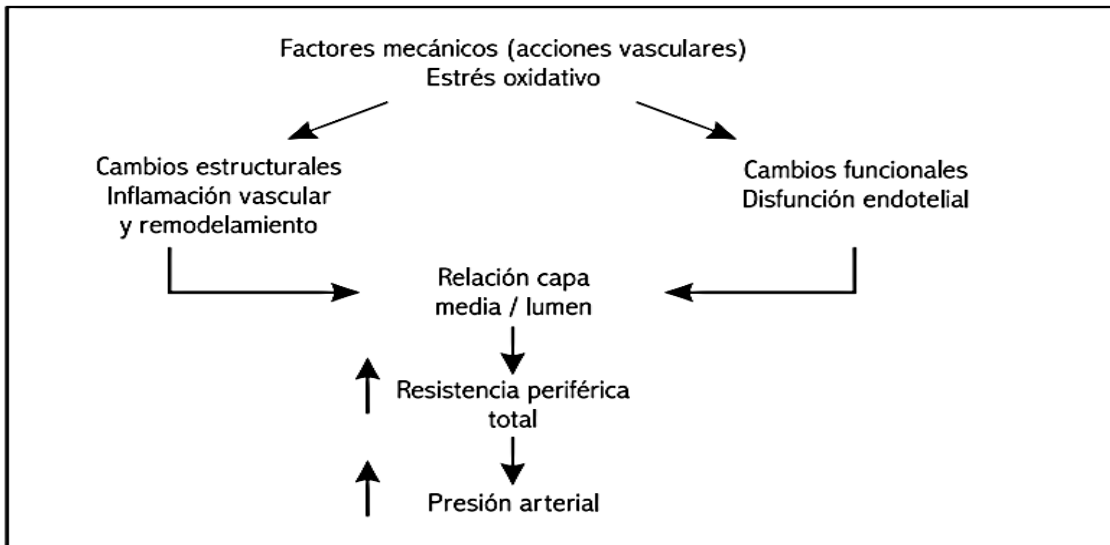 Factores mecánicos (acciones vasculares)
Estrés oxidativo
Cambios estructurales
Inflamación vascular
y remodelamiento
Cambios funcionales
Disfunción endotelial
Relación capa
media / lumen
Resistencia periférica
total
Presión arterial